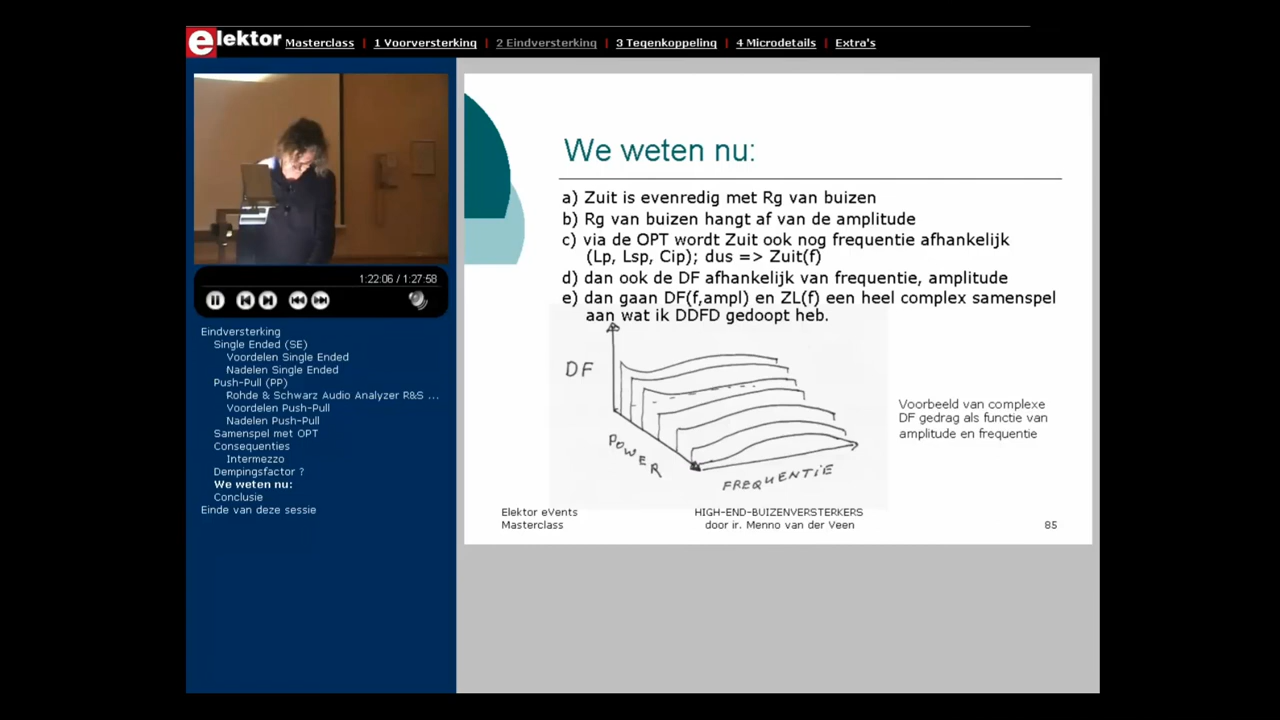 elektor
Masterclass | 1 Voorversterking | 2 Eindversterking | 3 Tegenkoppeling | 4 Microdetails | Extra's
1:22:06 / 1:27:58
Eindversterking
Single Ended (SE)
Voordelen Single Ended
Nadelen Single Ended
Push-Pull (PP)
Rohde & Schwarz Audio Analyzer R&S ...
Voordelen Push-Pull
Nadelen Push-Pull
Samenspel met OPT
Consequenties
Intermezzo
Dempingsfactor ?
We weten nu:
Conclusie
Einde van deze sessie
We weten nu:
a) Zuit is evenredig met Rg van buizen
b) Rg van buizen hangt af van de amplitude
c) via de OPT wordt Zuit ook nog frequentie afhankelijk
(Lp, Lsp, Cip); dus => Zuit(f)
d) dan ook de DF afhankelijk van frequentie, amplitude
e) dan gaan DF(f,ampl) en ZL(f) een heel complex samenspel
aan wat ik DDFD gedoopt heb.
DF
POWER
FREQUENTIE
Voorbeeld van complexe
DF gedrag als functie van
amplitude en frequentie
Elektor eVents
Masterclass
HIGH-END-BUIZENVERSTERKERS
door ir. Menno van der Veen
85